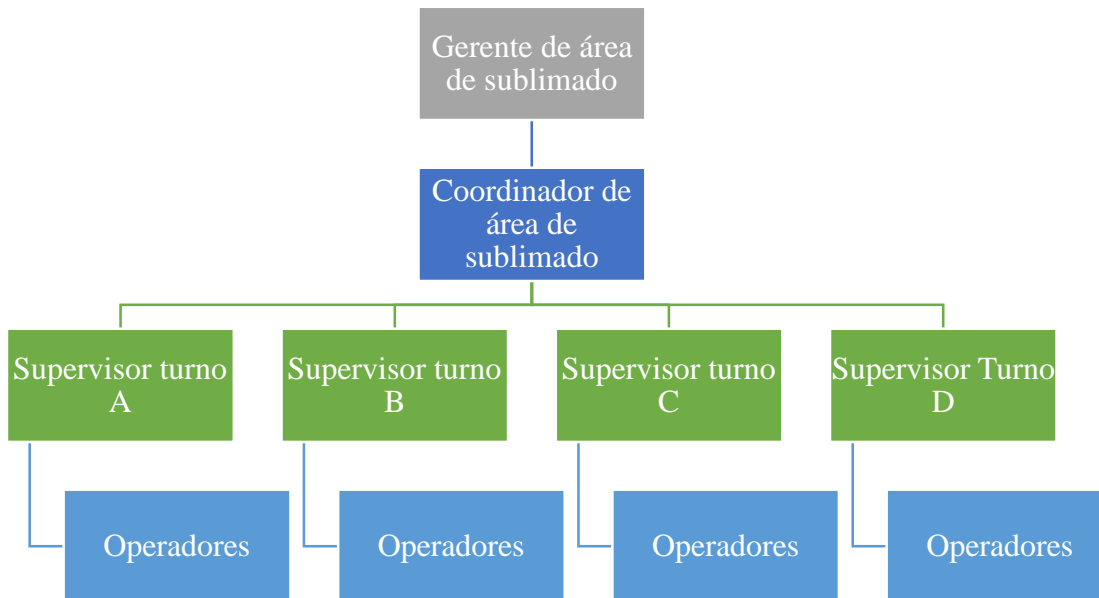 Gerente de área
de sublimado
Coordinador de
área de
sublimado
Supervisor turno
A
Supervisor turno
B
Supervisor turno
C
Supervisor Turno
D
Operadores
Operadores
Operadores
Operadores